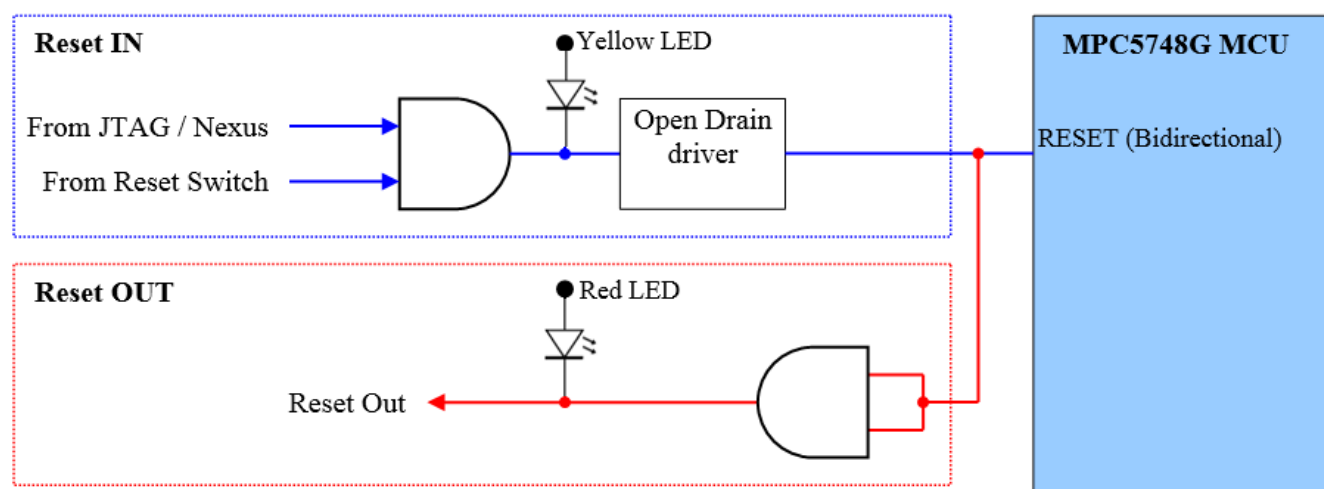 Reset IN
Yellow LED
MPC5748G MCU
From JTAG / Nexus
Open Drain
driver
RESET (Bidirectional)
From Reset Switch
Reset OUT
Red LED
Reset Out